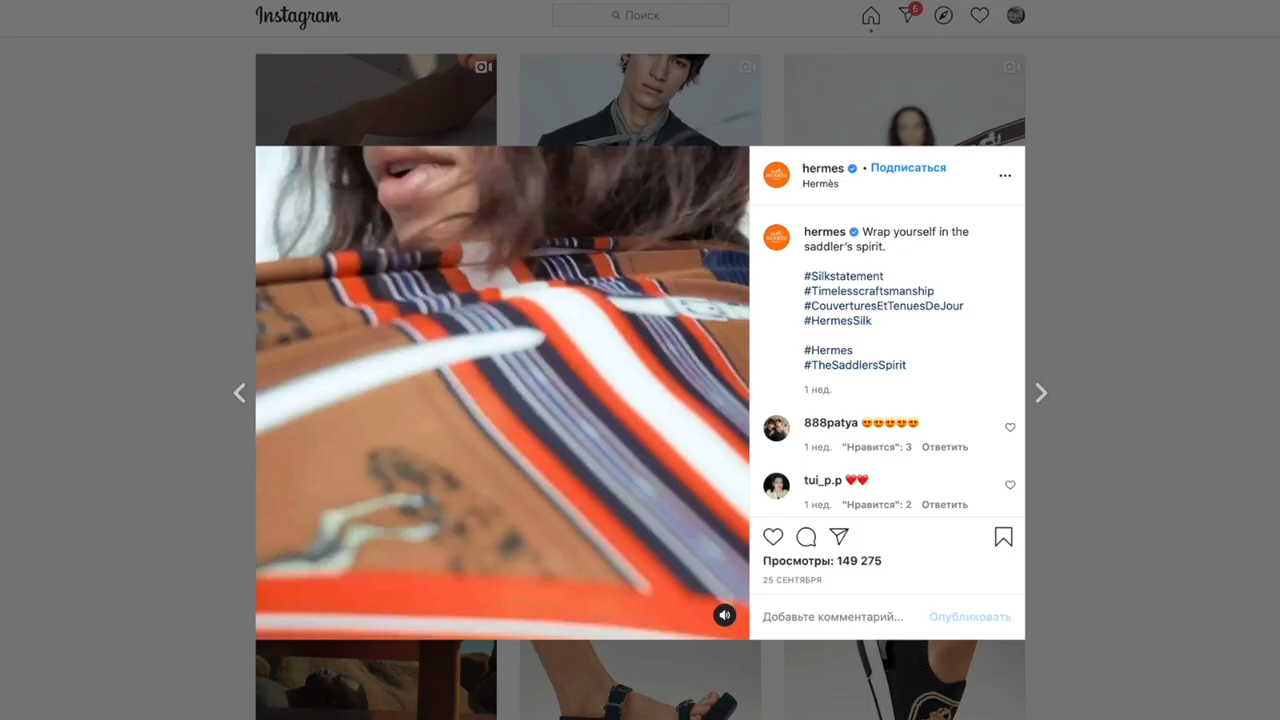 Instagram
Поиск
5
hermes • Подписаться
Hermès
hermes Wrap yourself in the
saddler's spirit.
#Silkstatement
#Timelesscraftsmanship
#CouverturesEtTenuesDeJour
#HermesSilk
#Hermes
#TheSaddlersSpirit
1 нед.
888patya 😍😍😍😍😍
1 нед. "Нравится": 3 Ответить
tui_p.p ❤️❤️
1 нед. "Нравится": 2 Ответить
Просмотры: 149 275
25 СЕНТЯБРЯ
Добавьте комментарий... Опубликовать